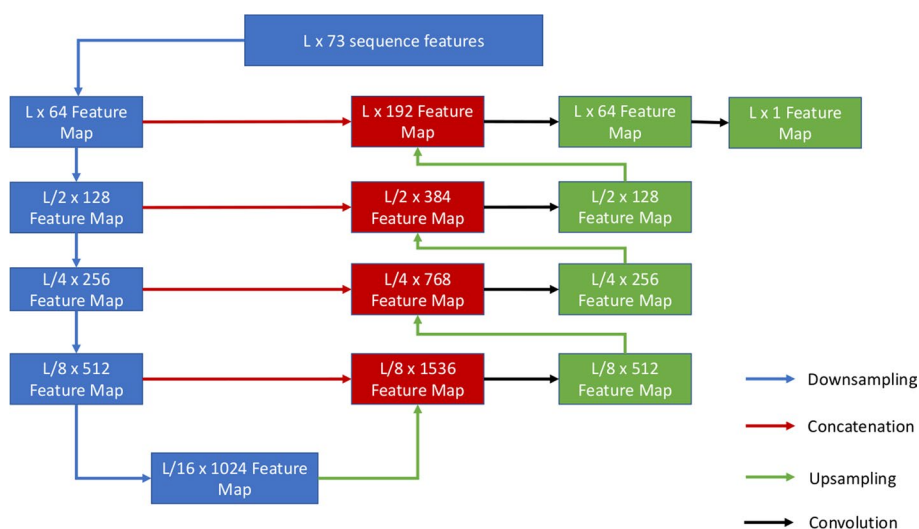 L x 73 sequence features
L x 64 Feature
Map
L x 192 Feature
Map
L x 64 Feature
Map
L x 1 Feature
Map
L/2 x 128
Feature Map
L/2 x 384
Feature Map
L/2 x 128
Feature Map
L/4 x 256
Feature Map
L/4 x 768
Feature Map
L/4 x 256
Feature Map
L/8 x 512
Feature Map
L/8 x 1536
Feature Map
L/8 x 512
Feature Map
L/16 x 1024 Feature
Map
Downsampling
Concatenation
Upsampling
Convolution